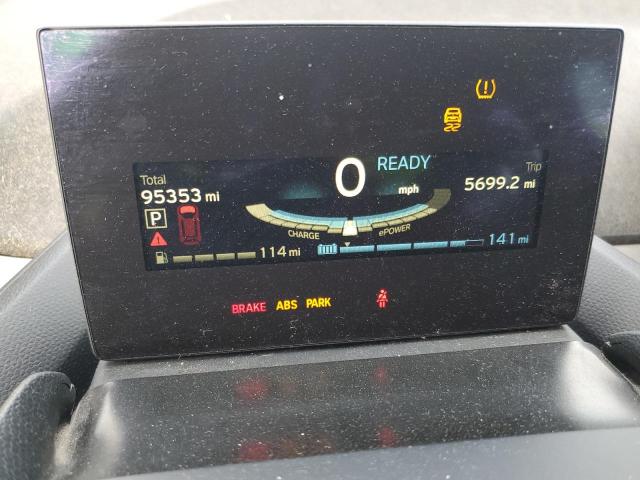 READY
Total
0
Trip
95353 mi
mph
5699.2 mi
P
CHARGE
ePOWER
114 mi
141 mi
BRAKE ABS PARK